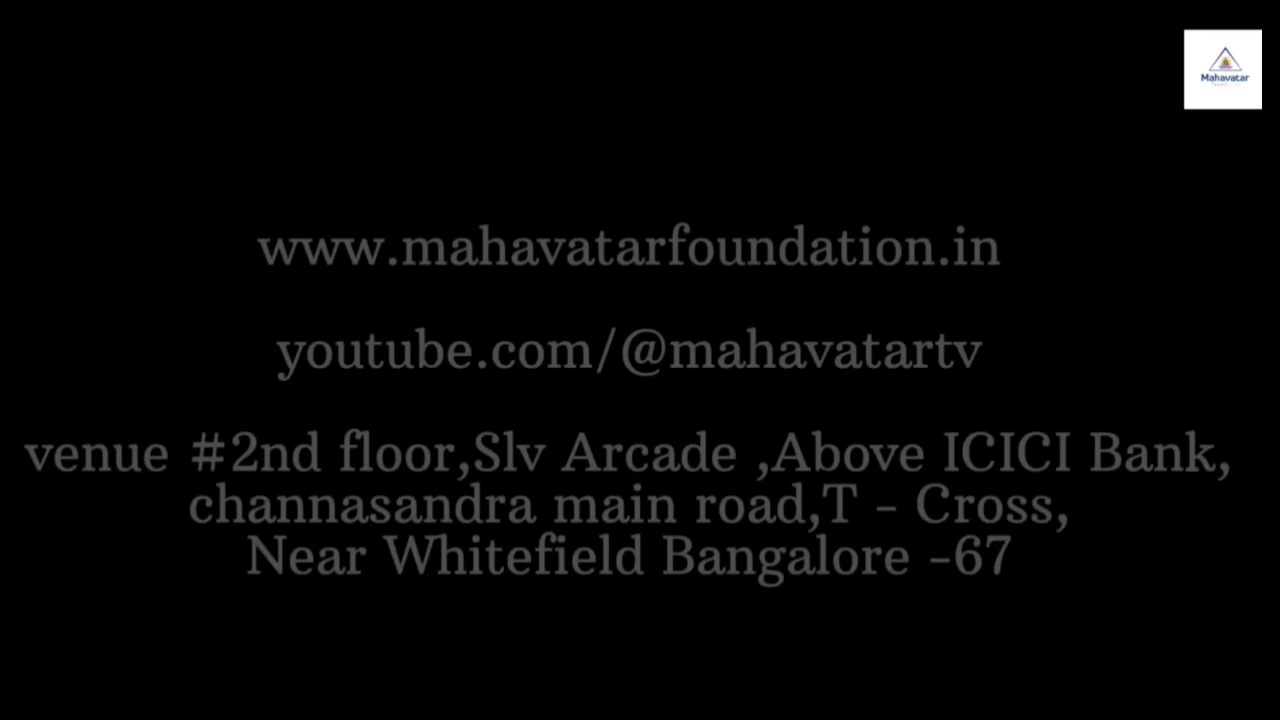 Mahavatar
www.mahavatarfoundation.in
youtube.com/@mahavatartv
venue #2nd floor,Slv Arcade ,Above ICICI Bank,
channasandra main road,T - Cross,
Near Whitefield Bangalore -67